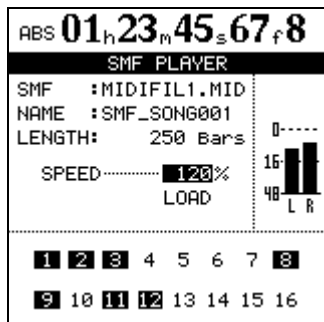 ABS 01h23m45s67f8
SMF PLAYER
SMF :MIDIFIL1.MID
NAME :SMF_SONG001
LENGTH: 250 Bars
SPEED 120%
LOAD
0
16
48
L R
1 2 3 4 5 6 7 8
9 10 11 12 13 14 15 16